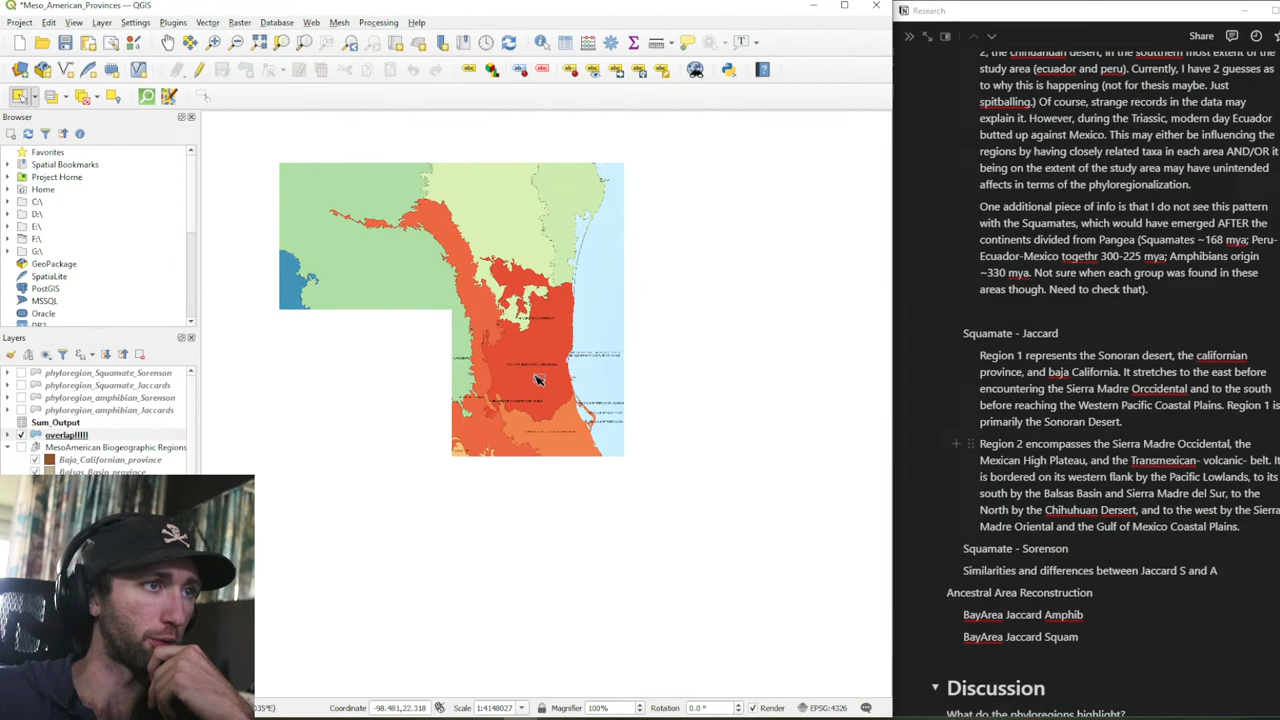 *Meso_American_Provinces — QGIS
Project Edit View Layer Settings Plugins Vector Raster Database Web Mesh Processing Help
Browser
Favorites
Spatial Bookmarks
Project Home
Home
C:\
D:\
E:\
F:\
G:\
GeoPackage
SpatiaLite
PostGIS
MSSQL
Oracle
DB2
Layers
phyloregion_Squamate_Sorenson
phyloregion_Squamate_Jaccards
phyloregion_amphibian_Sorenson
phyloregion_amphibian_Jaccards
Sum_Output
overlap!!!!!
MesoAmerican Biogeographic Regions
Baja_Californian_province
Balsas_Basin_province
Coordinate -98.481,22.318 Scale 1:4148027 Magnifier 100% Rotation 0.0 ° Render EPSG:4326
Research
Share
2, the chihuahuan desert, in the southern most extent of the
study area (ecuador and peru). Currently, I have 2 guesses as
to why this is happening (not for thesis maybe. Just
spitballing.) Of course, strange records in the data may
explain it. However, during the Triassic, modern day Ecuador
butted up against Mexico. This may either be influencing the
regions by having closely related taxa in each area AND/OR it
being on the extent of the study area may have unintended
affects in terms of the phyloregionalization.
One additional piece of info is that I do not see this pattern
with the Squamates, which would have emerged AFTER the
continents divided from Pangea (Squamates ~168 mya; Peru-
Ecuador-Mexico togethr 300-225 mya; Amphibians origin
~330 mya. Not sure when each group was found in these
areas though. Need to check that).
Squamate - Jaccard
Region 1 represents the Sonoran desert, the californian
province, and baja California. It stretches to the east before
encountering the Sierra Madre Orccidental and to the south
before reaching the Western Pacific Coastal Plains. Region 1 is
primarily the Sonoran Desert.
Region 2 encompasses the Sierra Madre Occidental, the
Mexican High Plateau, and the Transmexican- volcanic- belt. It
is bordered on its western flank by the Pacific Lowlands, to its
south by the Balsas Basin and Sierra Madre del Sur, to the
North by the Chihuhuan Dersert, and to the west by the Sierra
Madre Oriental and the Gulf of Mexico Coastal Plains.
Squamate - Sorenson
Similarities and differences between Jaccard S and A
Ancestral Area Reconstruction
BayArea Jaccard Amphib
BayArea Jaccard Squam
Discussion
What do the phyloregions highlight?